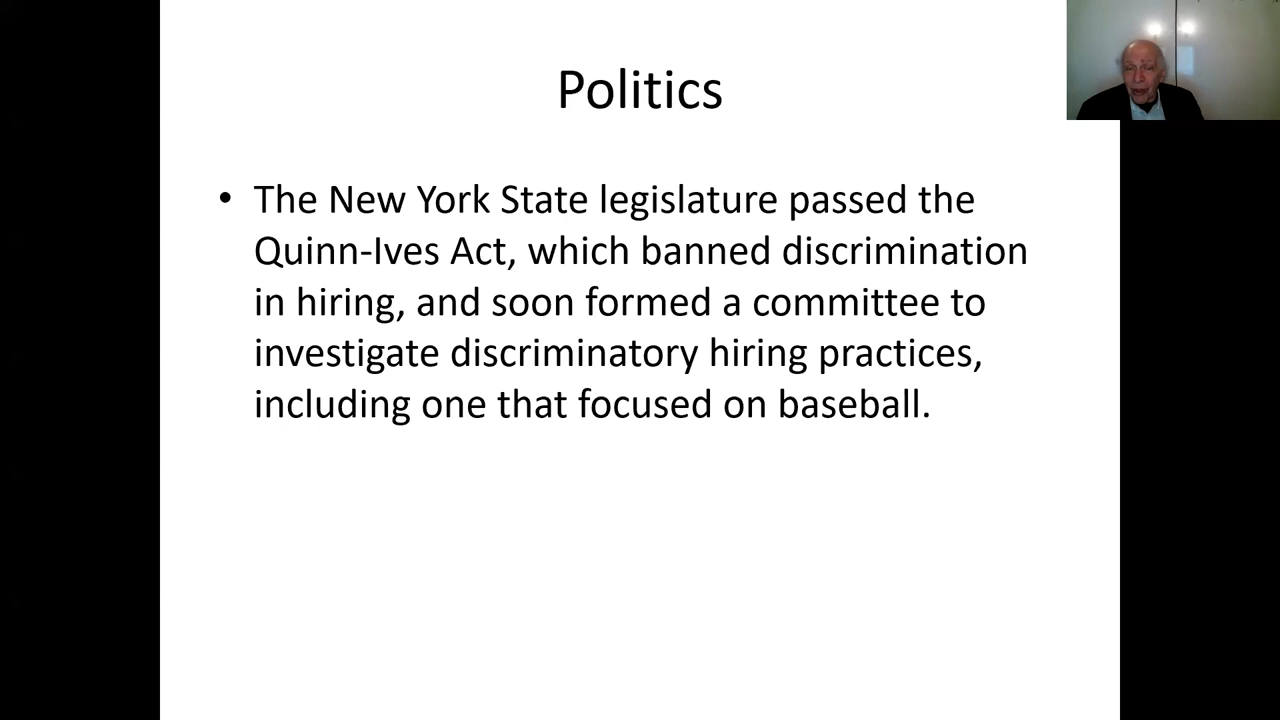 Politics
• The New York State legislature passed the
Quinn-Ives Act, which banned discrimination
in hiring, and soon formed a committee to
investigate discriminatory hiring practices,
including one that focused on baseball.